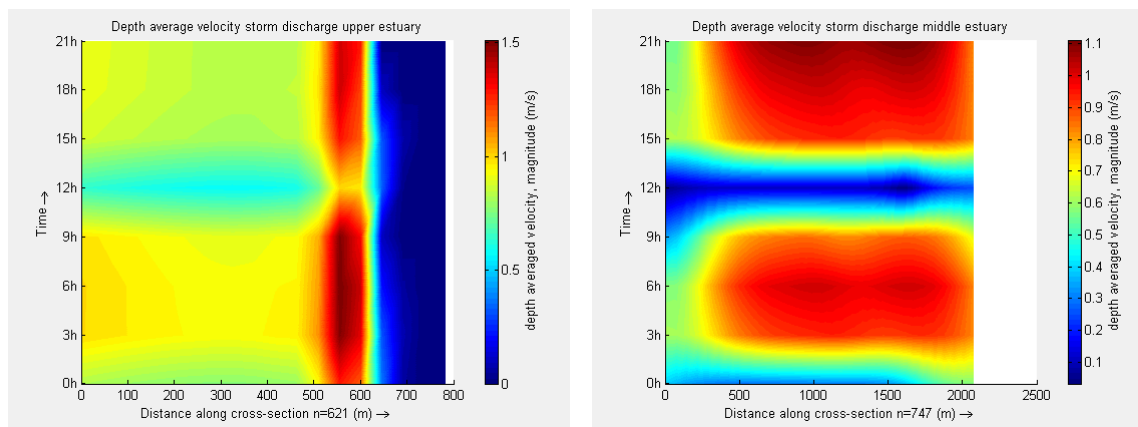 Depth average velocity storm discharge upper estuary
21h
18h
15h
12h
9h
6h
3h
0h
Time →
0 100 200 300 400 500 600 700 800
Distance along cross-section n=621 (m) →
1.5
1
0.5
0
depth averaged velocity, magnitude (m/s)
Depth average velocity storm discharge middle estuary
21h
18h
15h
12h
9h
6h
3h
0h
Time →
0 500 1000 1500 2000 2500
Distance along cross-section n=747 (m) →
1.1
1
0.9
0.8
0.7
0.6
0.5
0.4
0.3
0.2
0.1
depth averaged velocity, magnitude (m/s)